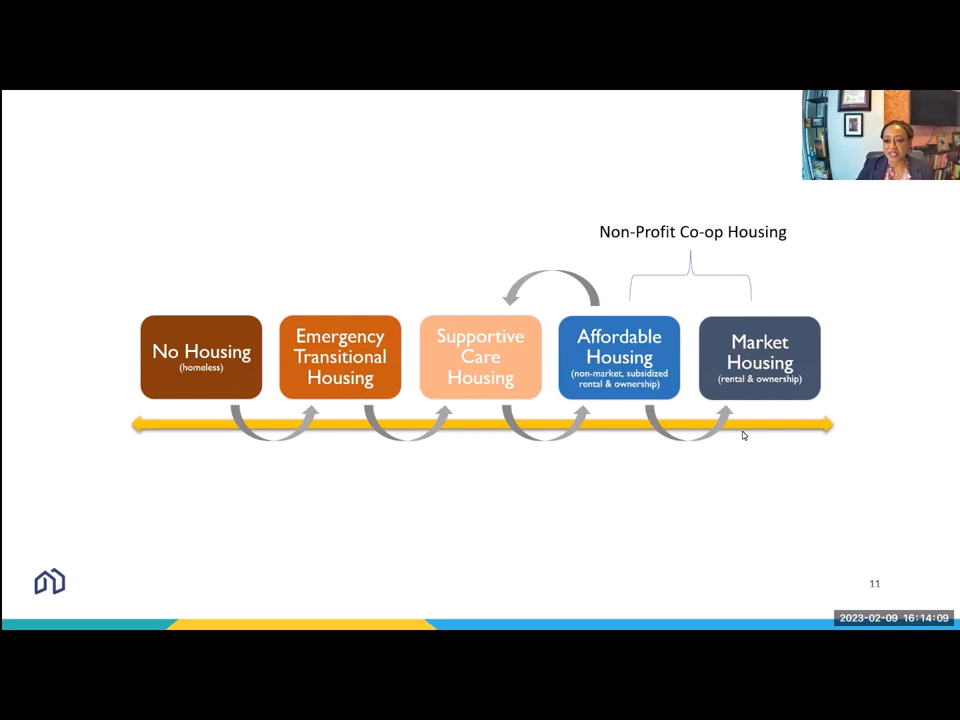 Non-Profit Co-op Housing
No Housing
(homeless)
Emergency
Transitional
Housing
Supportive
Care
Housing
Affordable
Housing
(non-market, subsidized
rental & ownership)
Market
Housing
(rental & ownership)
11
2023-02-09 16:14:09